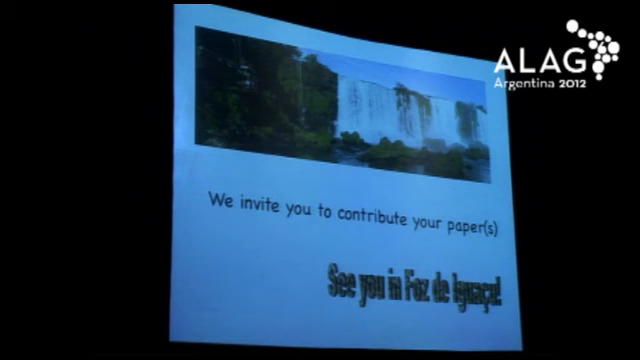 ALAG
Argentina 2012
We invite you to contribute your paper(s)
See you in Foz de Iguaçu!